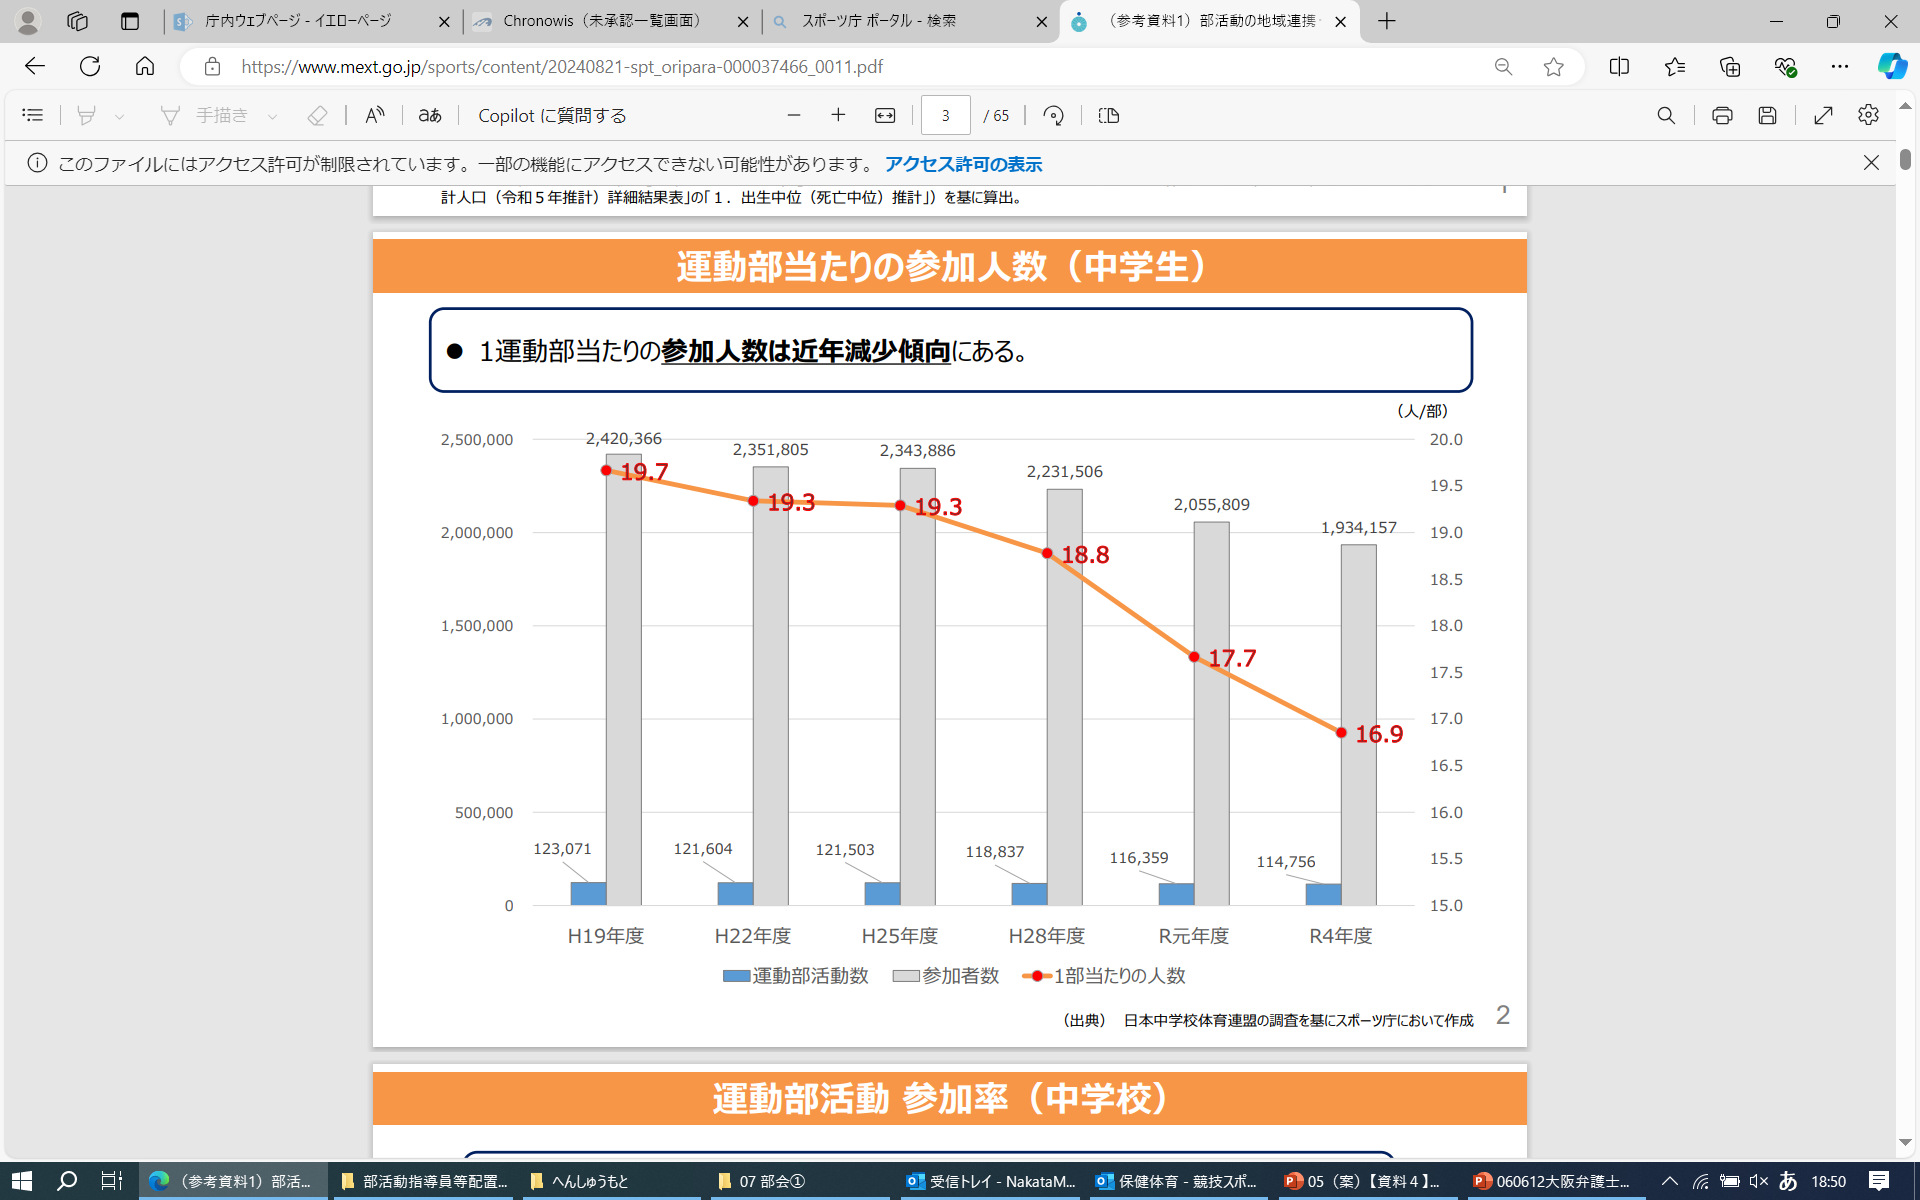 庁内ウェブページ - イエローページ
Chronowis（未承認一覧画面）
スポーツ庁 ポータル - 検索
（参考資料1）部活動の地域連携
https://www.mext.go.jp/sports/content/20240821-spt_oripara-000037466_0011.pdf
手描き
aあ
Copilot に質問する
3 / 65
このファイルにはアクセス許可が制限されています。一部の機能にアクセスできない可能性があります。 アクセス許可の表示
計人口（令和５年推計）詳細結果表」の「１．出生中位（死亡中位）推計」）を基に算出。
運動部当たりの参加人数（中学生）
● 1運動部当たりの参加人数は近年減少傾向にある。
（人/部）
2,500,000
2,000,000
1,500,000
1,000,000
500,000
0
2,420,366
2,351,805
2,343,886
2,231,506
2,055,809
1,934,157
19.7
19.3
19.3
18.8
17.7
16.9
123,071
121,604
121,503
118,837
116,359
114,756
20.0
19.5
19.0
18.5
18.0
17.5
17.0
16.5
16.0
15.5
15.0
H19年度
H22年度
H25年度
H28年度
R元年度
R4年度
運動部活動数
参加者数
1部当たりの人数
（出典） 日本中学校体育連盟の調査を基にスポーツ庁において作成
2
運動部活動 参加率（中学校）
（参考資料1）部活...
部活動指導員等配置...
へんしゅうもと
07 部会①
受信トレイ - NakataM...
保健体育 - 競技スポ...
05（案）【資料４】...
060612大阪弁護士...
あ
18:50